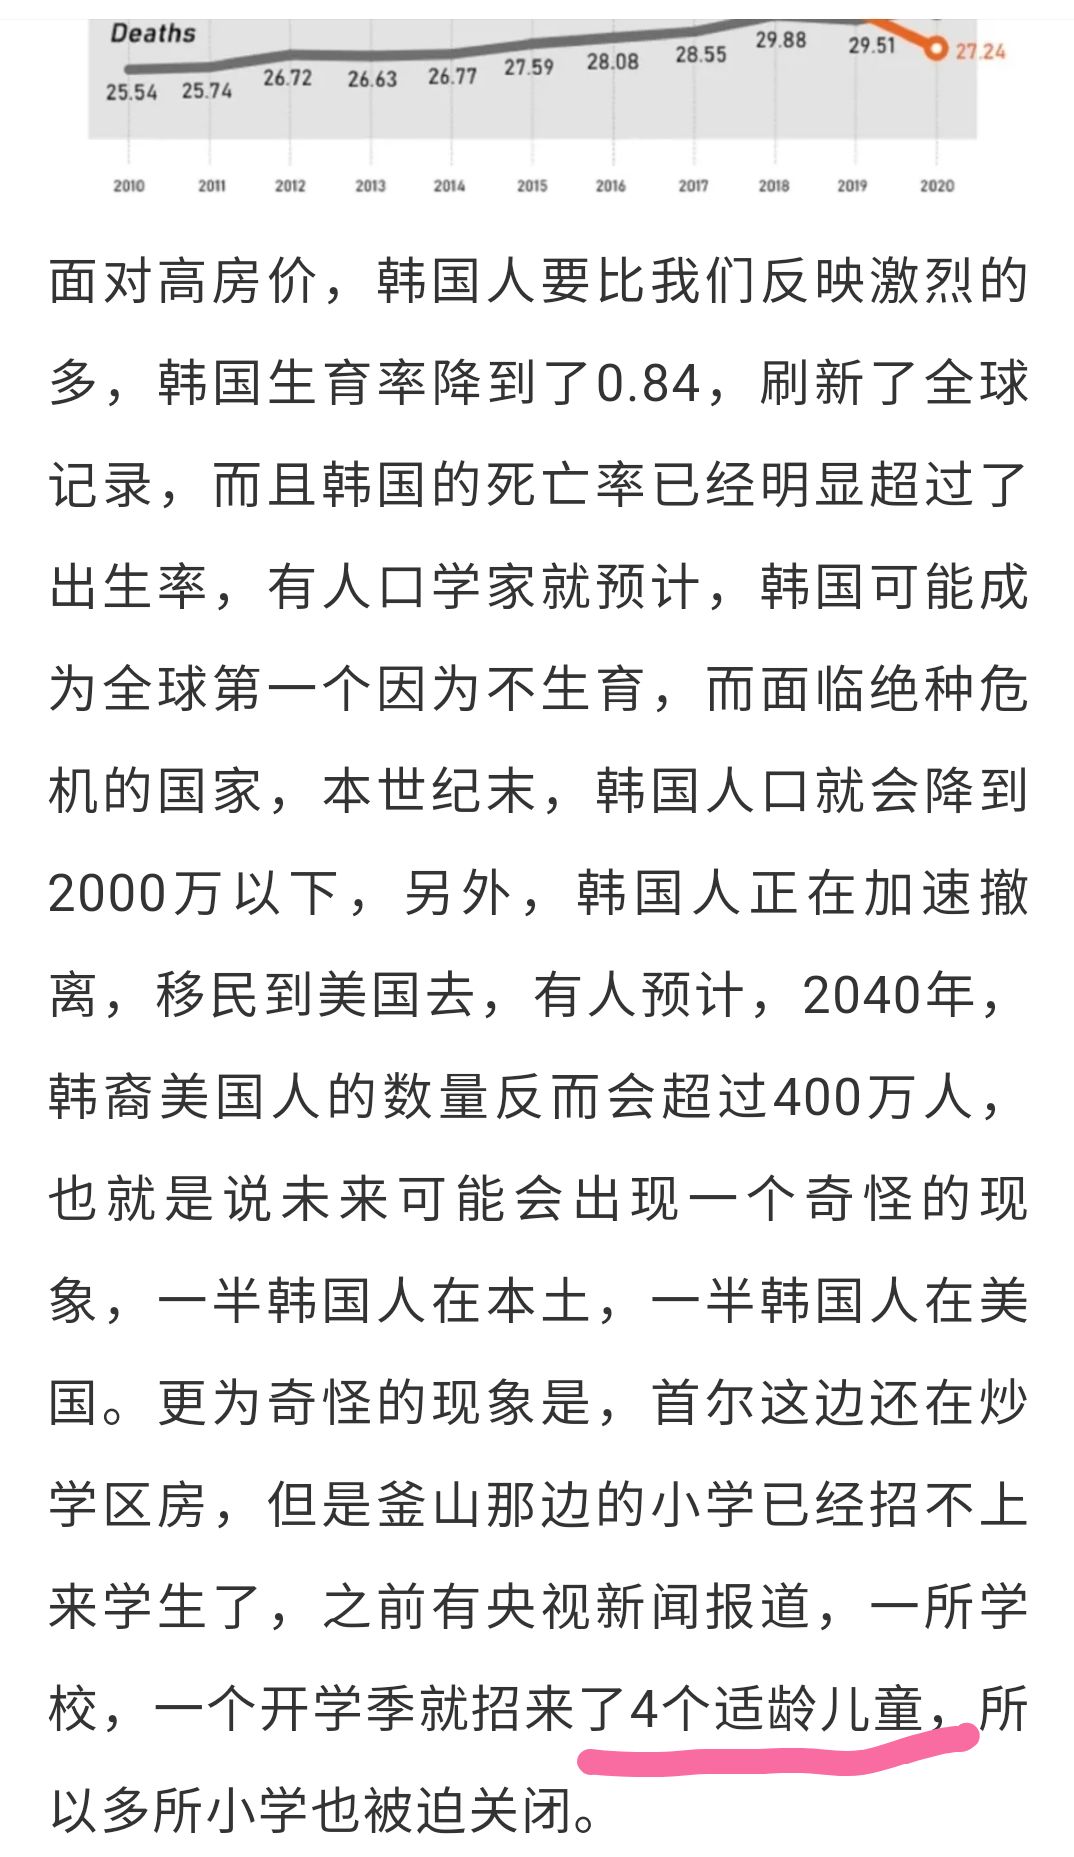 Deaths
25.54 25.74 26.72 26.63 26.77 27.59 28.08 28.55 29.88 29.51 27.24
2010 2011 2012 2013 2014 2015 2016 2017 2018 2019 2020
面对高房价，韩国人要比我们反映激烈的
多，韩国生育率降到了0.84，刷新了全球
记录，而且韩国的死亡率已经明显超过了
出生率，有人口学家就预计，韩国可能成
为全球第一个因为不生育，而面临绝种危
机的国家，本世纪末，韩国人口就会降到
2000万以下，另外，韩国人正在加速撤
离，移民到美国去，有人预计，2040年，
韩裔美国人的数量反而会超过400万人，
也就是说未来可能会出现一个奇怪的现
象，一半韩国人在本土，一半韩国人在美
国。更为奇怪的现象是，首尔这边还在炒
学区房，但是釜山那边的小学已经招不上
来学生了，之前有央视新闻报道，一所学
校，一个开学季就招来了4个适龄儿童，所
以多所小学也被迫关闭。